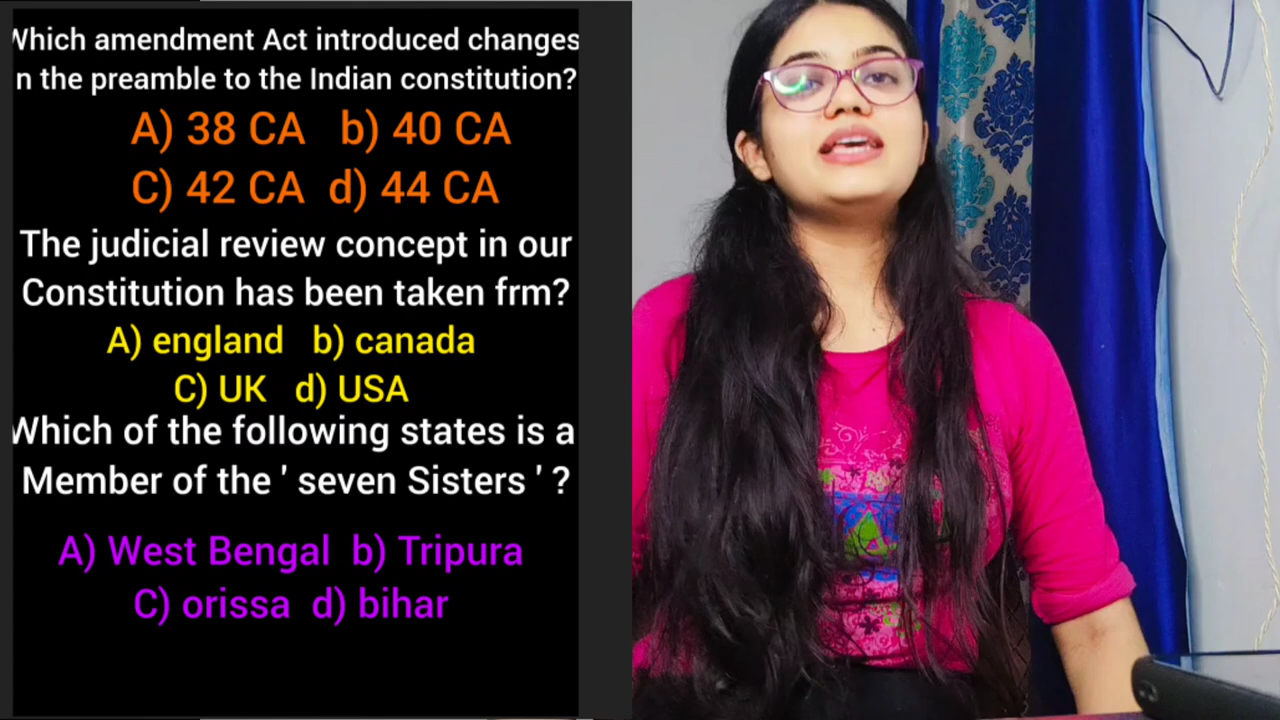 Which amendment Act introduced changes
n the preamble to the Indian constitution?
A) 38 CA b) 40 CA
C) 42 CA d) 44 CA
The judicial review concept in our
Constitution has been taken frm?
A) england b) canada
C) UK d) USA
Which of the following states is a
Member of the ' seven Sisters ' ?
A) West Bengal b) Tripura
C) orissa d) bihar